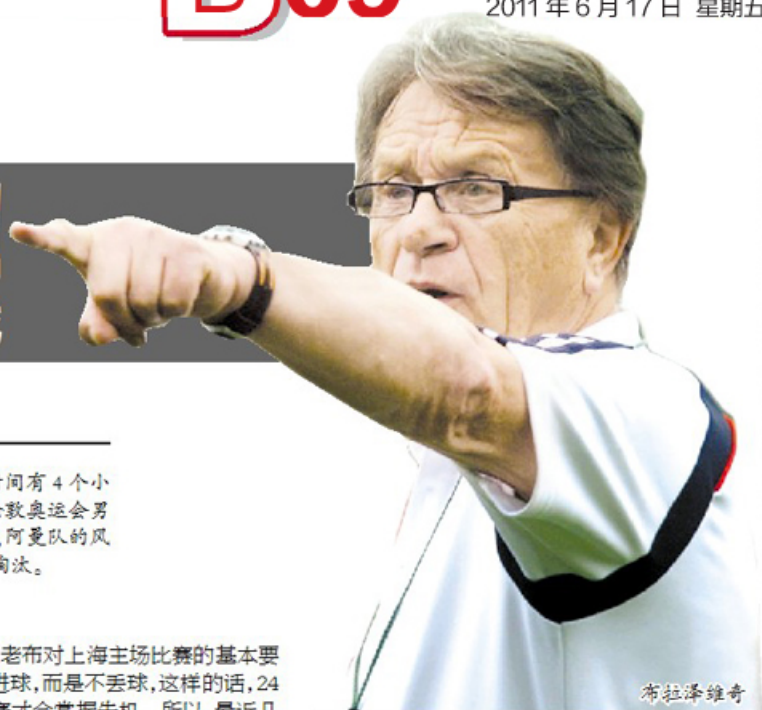 2011年6月17日 星期五
间有4个小
敦奥运会男
阿曼队的风
淘汰。
老布对上海主场比赛的基本要
进球,而是不丢球,这样的话,24
布拉泽维奇